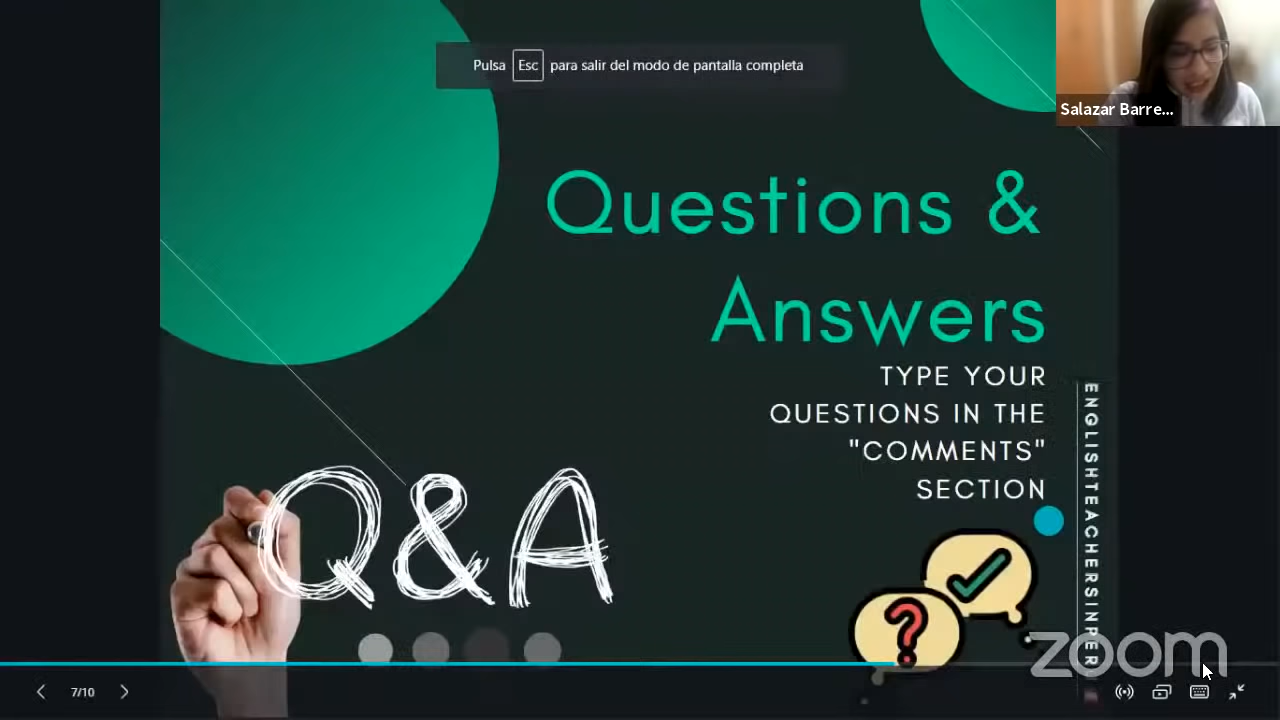 Pulsa Esc para salir del modo de pantalla completa
Salazar Barre...
Questions &
Answers
TYPE YOUR
QUESTIONS IN THE
"COMMENTS"
SECTION
Q&A
ENGLISHTEACHERSINPER
zoom
7/10